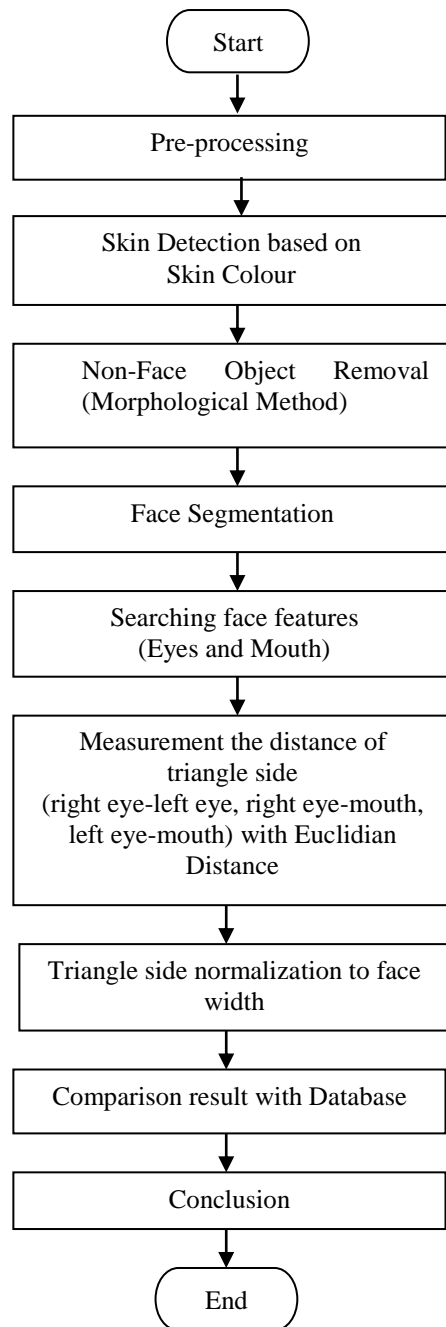 Start
Pre-processing
Skin Detection based on
Skin Colour
Non-Face Object Removal
(Morphological Method)
Face Segmentation
Searching face features
(Eyes and Mouth)
Measurement the distance of
triangle side
(right eye-left eye, right eye-mouth,
left eye-mouth) with Euclidian
Distance
Triangle side normalization to face
width
Comparison result with Database
Conclusion
End